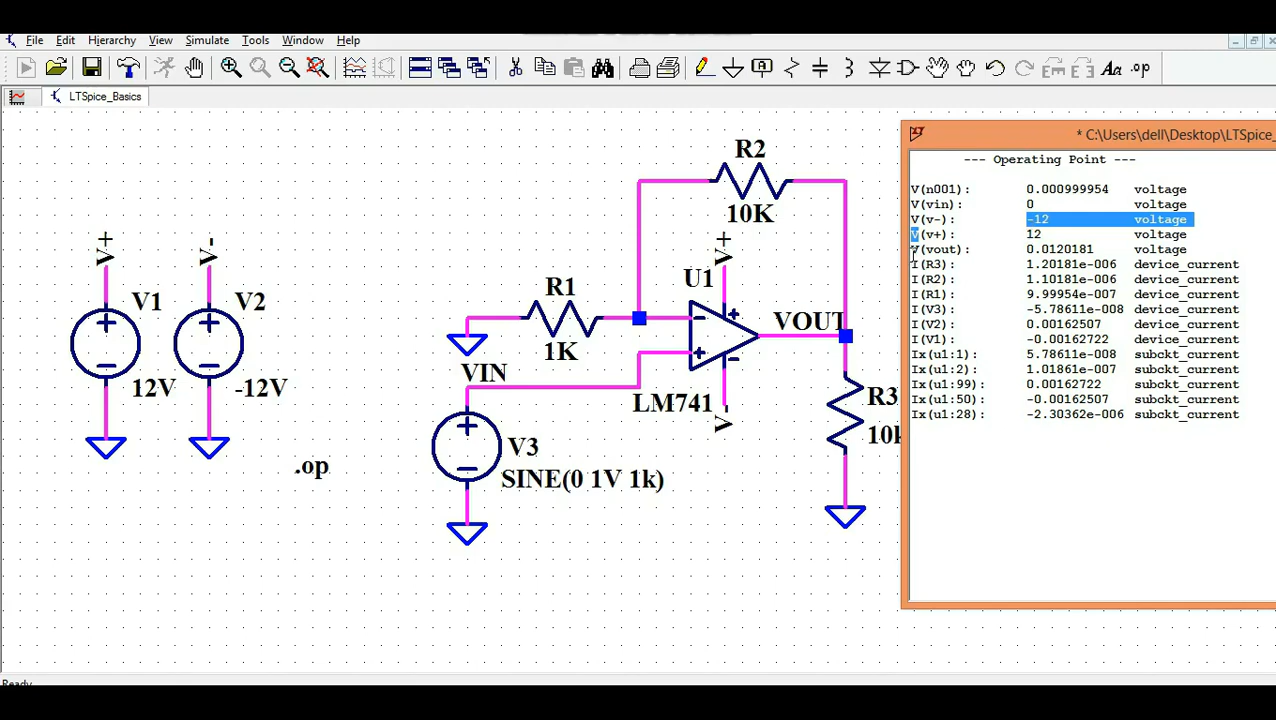 File Edit Hierarchy View Simulate Tools Window Help
.op
LTSpice_Basics
* C:\Users\dell\Desktop\LTSpice_
--- Operating Point ---
V(n001): 0.000999954 voltage
V(vin): 0 voltage
V(v-): -12 voltage
V(v+): 12 voltage
V(vout): 0.0120181 voltage
I(R3): 1.20181e-006 device_current
I(R2): 1.10181e-006 device_current
I(R1): 9.99954e-007 device_current
I(V3): -5.78611e-008 device_current
I(V2): 0.00162507 device_current
I(V1): -0.00162722 device_current
Ix(u1:1): 5.78611e-008 subckt_current
Ix(u1:2): 1.01861e-007 subckt_current
Ix(u1:99): 0.00162722 subckt_current
Ix(u1:50): -0.00162507 subckt_current
Ix(u1:28): -2.30362e-006 subckt_current
R2
10K
V+
V-
V+
V1
V2
12V
-12V
.op
R1
1K
U1
VOUT
VIN
LM741
V-
R3
10k
V3
SINE(0 1V 1k)
Ready